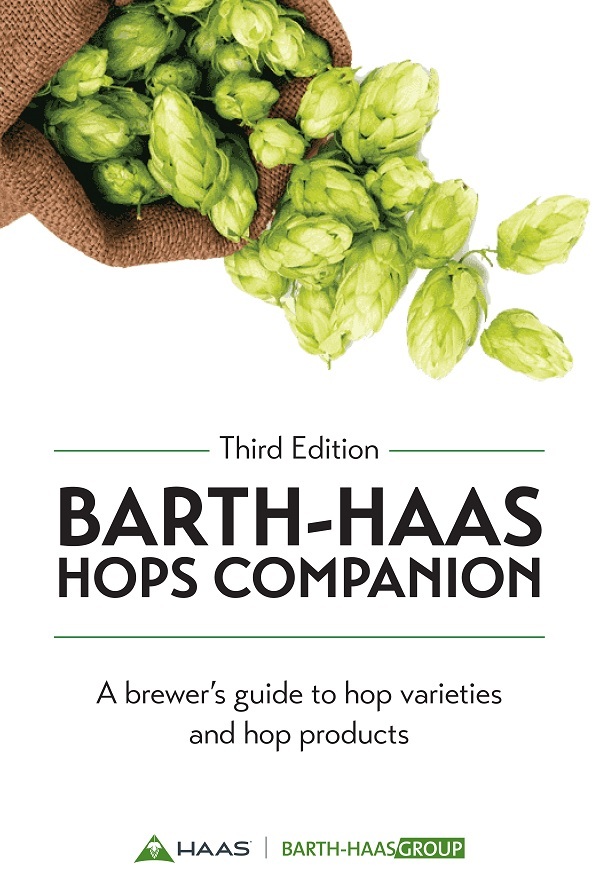 Third Edition
BARTH-HAAS
HOPS COMPANION
A brewer's guide to hop varieties
and hop products
HAAS® | BARTH-HAASGROUP